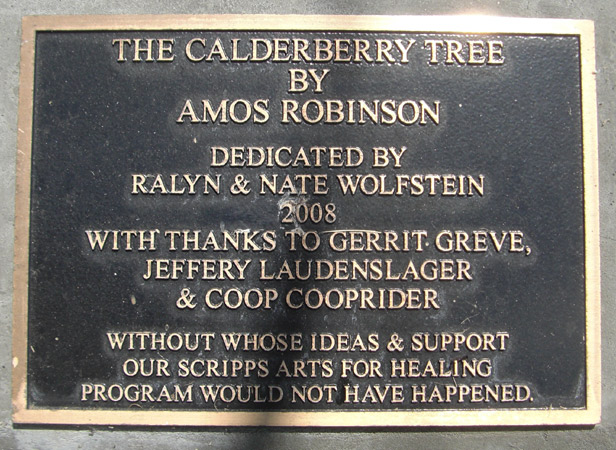 THE CALDERBERRY TREE
BY
AMOS ROBINSON
DEDICATED BY
RALYN & NATE WOLFSTEIN
2008
WITH THANKS TO GERRIT GREVE,
JEFFERY LAUDENSLAGER
& COOP COOPRIDER
WITHOUT WHOSE IDEAS & SUPPORT
OUR SCRIPPS ARTS FOR HEALING
PROGRAM WOULD NOT HAVE HAPPENED.